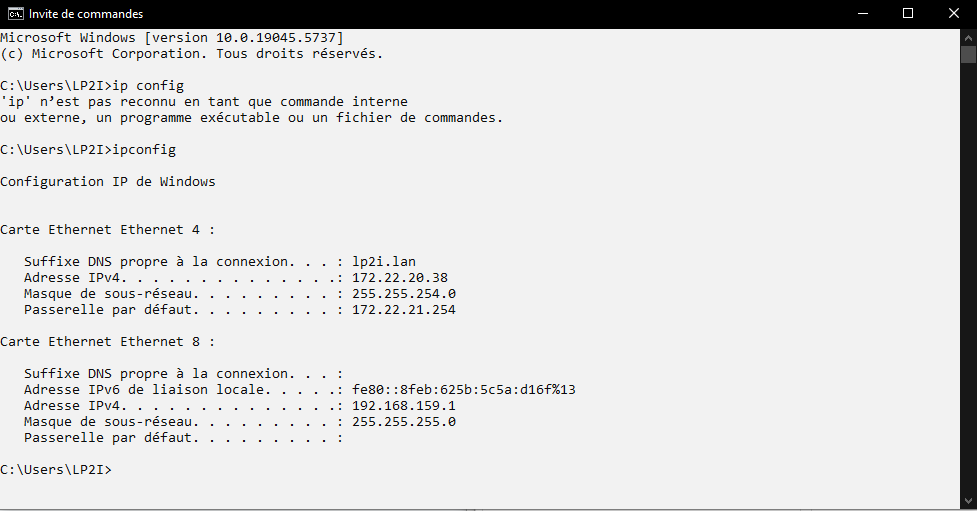 Invite de commandes
Microsoft Windows [version 10.0.19045.5737]
(c) Microsoft Corporation. Tous droits réservés.
C:\Users\LP2I>ip config
'ip' n’est pas reconnu en tant que commande interne
ou externe, un programme exécutable ou un fichier de commandes.
C:\Users\LP2I>ipconfig
Configuration IP de Windows
Carte Ethernet Ethernet 4 :
Suffixe DNS propre à la connexion. . . : lp2i.lan
Adresse IPv4. . . . . . . . . . . . . .: 172.22.20.38
Masque de sous-réseau. . . . . . . . . : 255.255.254.0
Passerelle par défaut. . . . . . . . . : 172.22.21.254
Carte Ethernet Ethernet 8 :
Suffixe DNS propre à la connexion. . . :
Adresse IPv6 de liaison locale. . . . .: fe80::8feb:625b:5c5a:d16f%13
Adresse IPv4. . . . . . . . . . . . . .: 192.168.159.1
Masque de sous-réseau. . . . . . . . . : 255.255.255.0
Passerelle par défaut. . . . . . . . . :
C:\Users\LP2I>